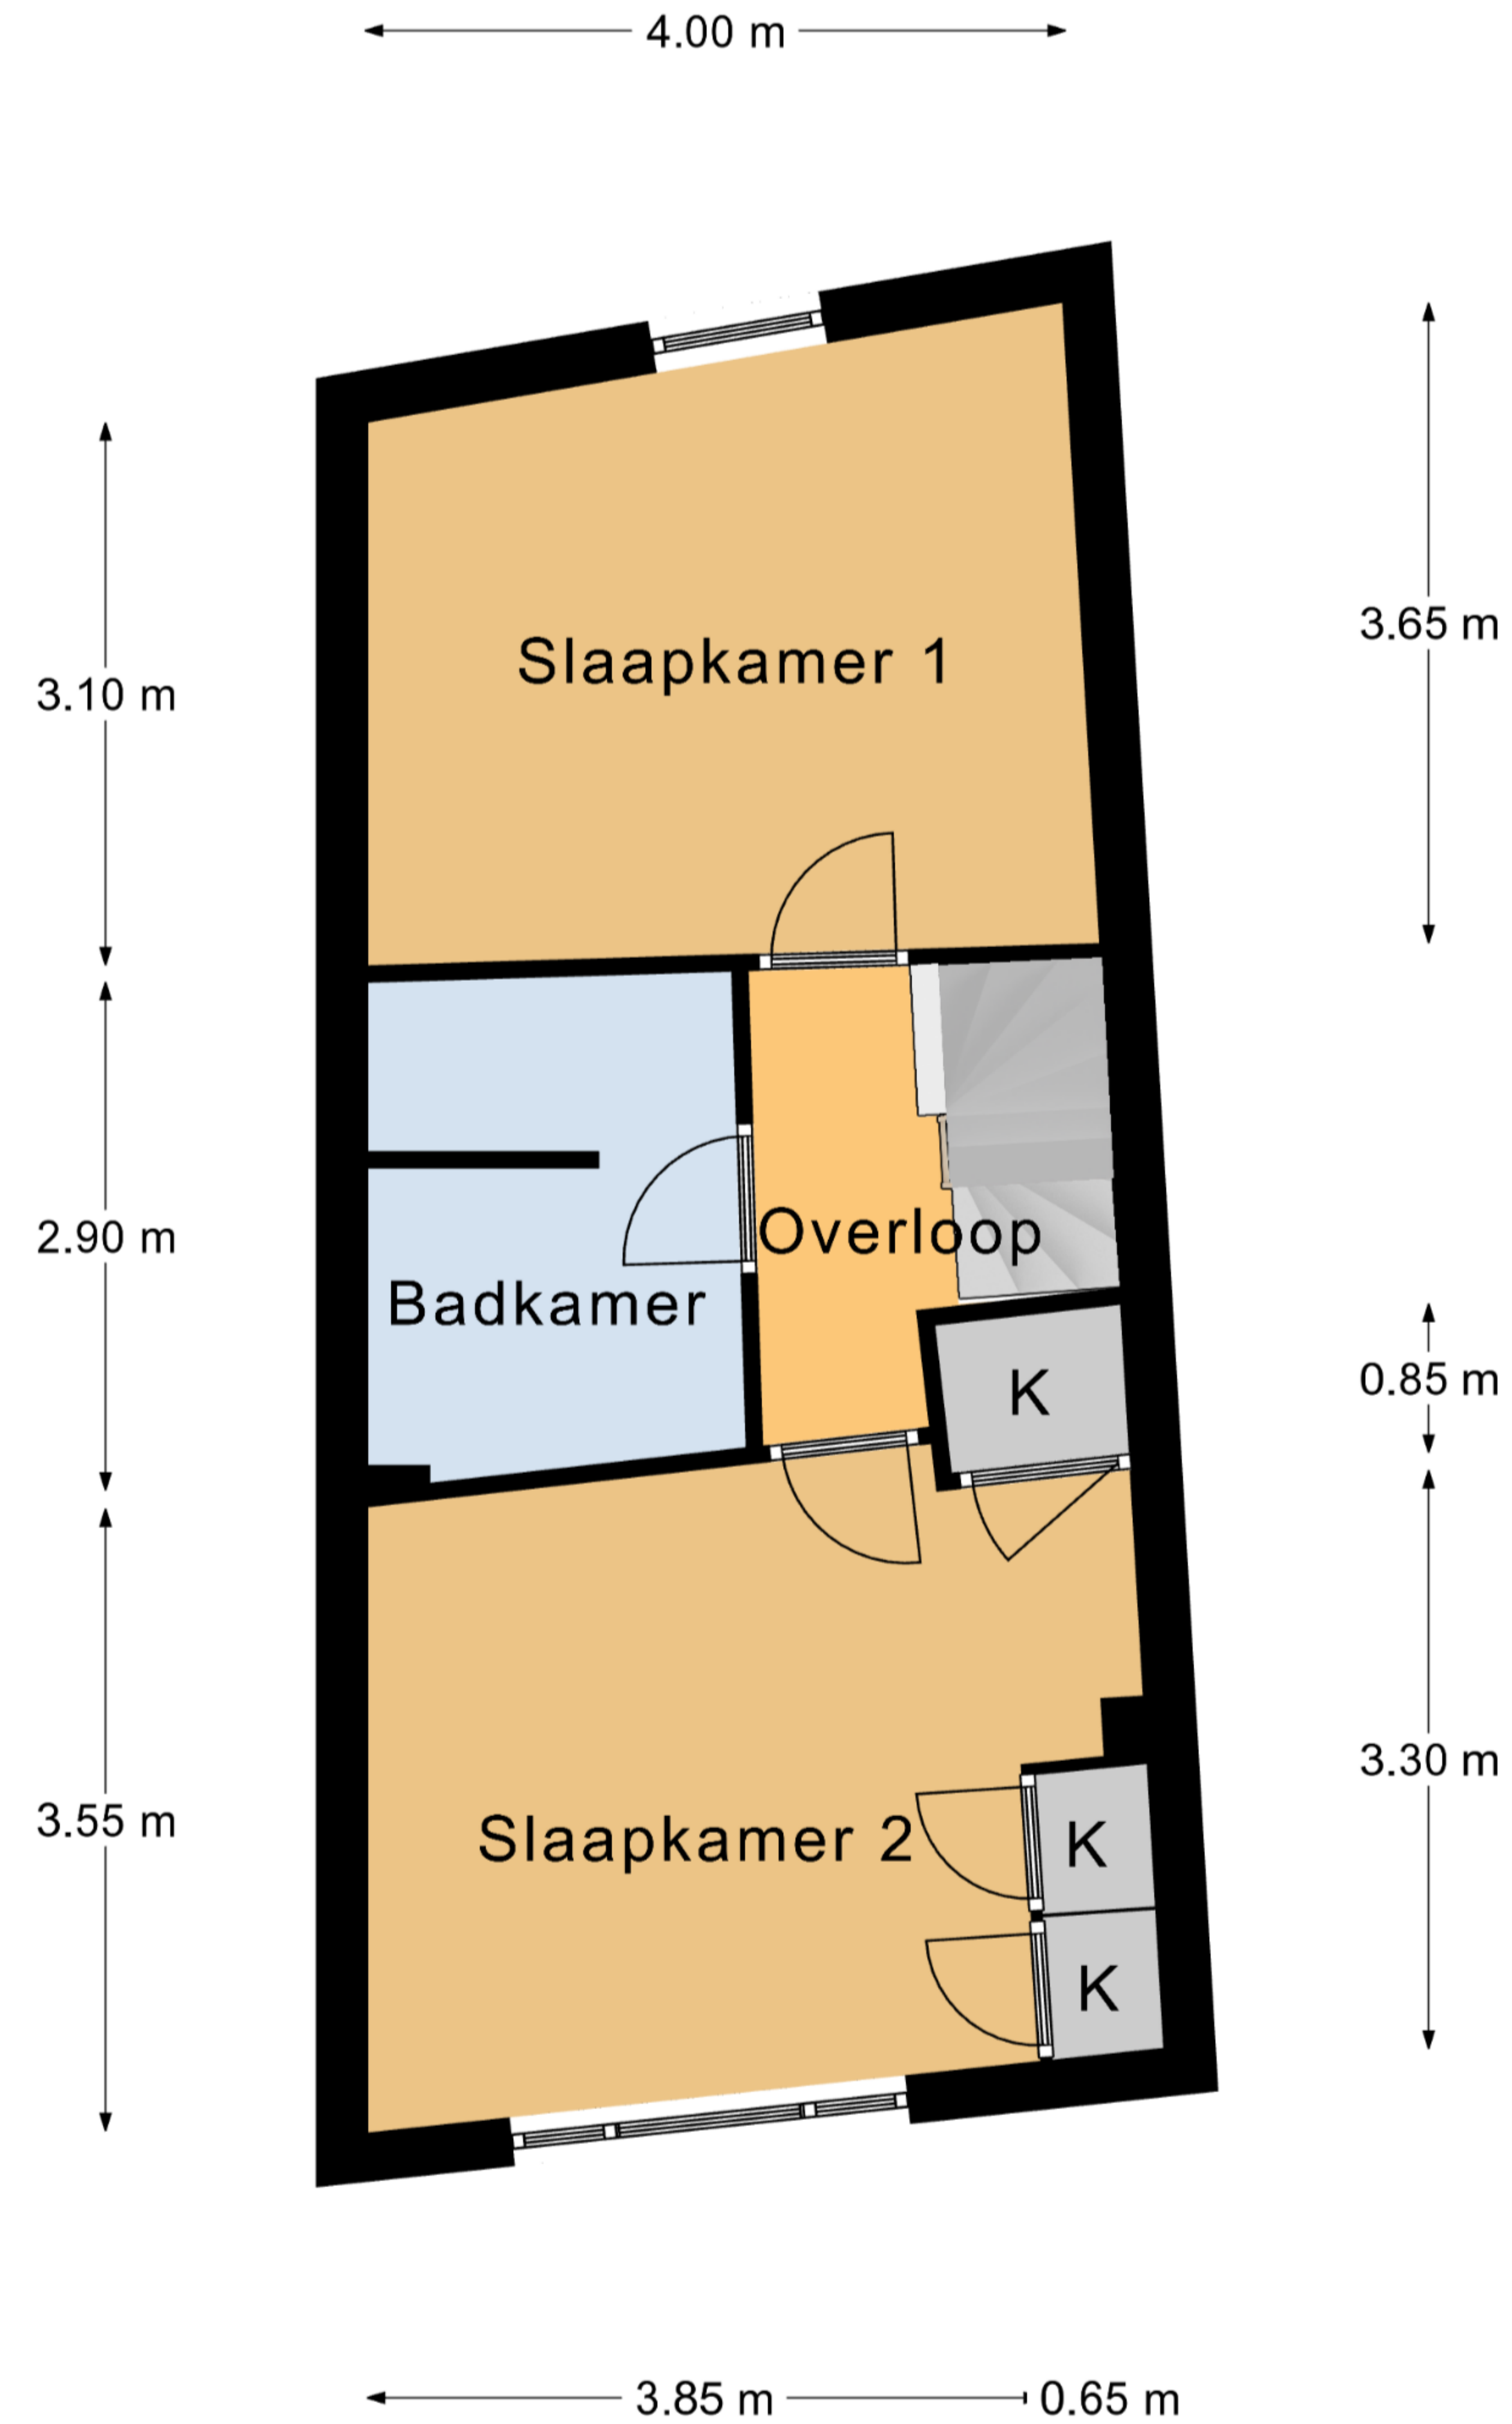 4.00 m
3.65 m
Slaapkamer 1
3.10 m
Overloop
2.90 m
Badkamer
0.85 m
K
3.30 m
3.55 m
Slaapkamer 2
K
K
3.85 m
0.65 m